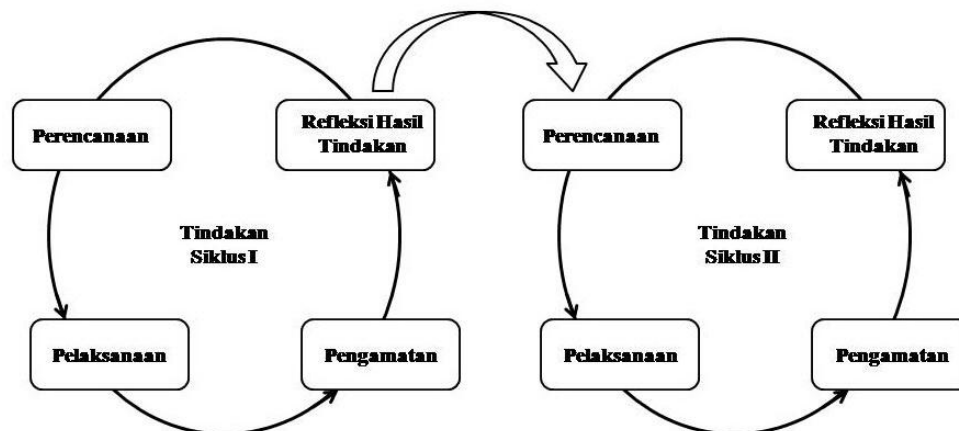 Perencanaan
Refleksi Hasil
Tindakan
Tindakan
Siklus I
Pelaksanaan
Pengamatan
Perencanaan
Refleksi Hasil
Tindakan
Tindakan
Siklus II
Pelaksanaan
Pengamatan